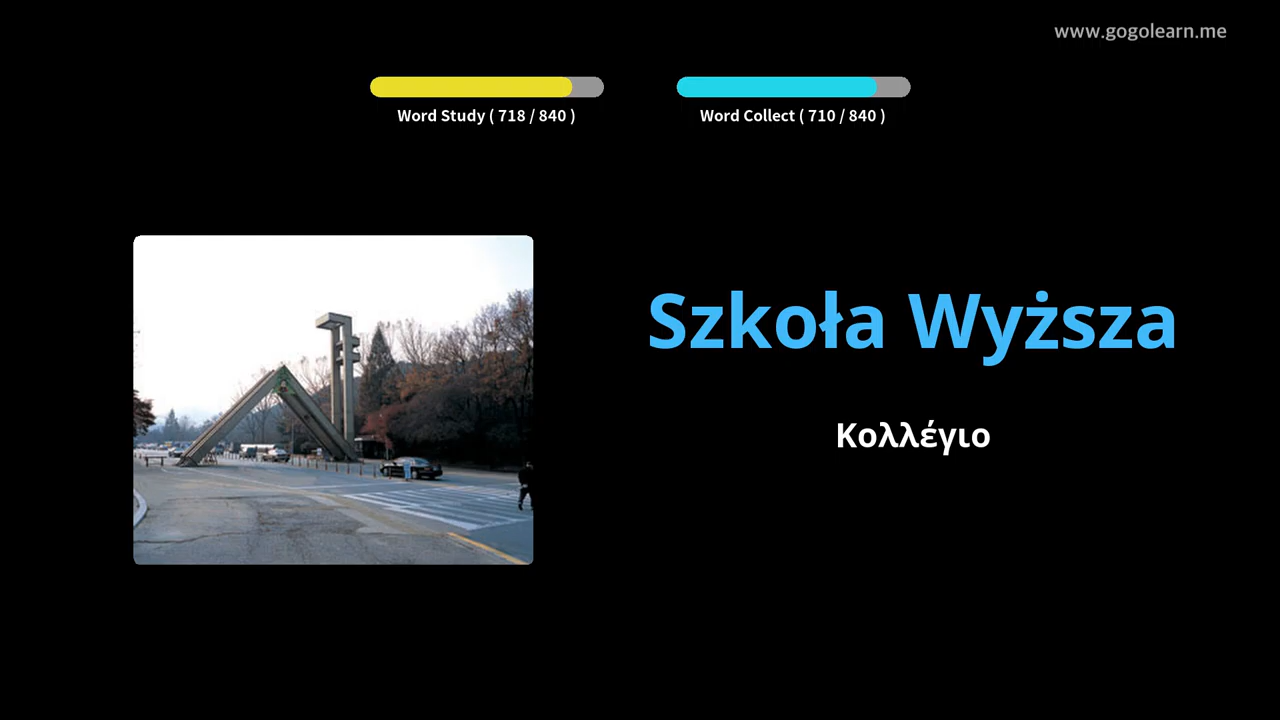 www.gogolearn.me
Word Study ( 718 / 840 )
Word Collect ( 710 / 840 )
Szkoła Wyższa
Κολλέγιο